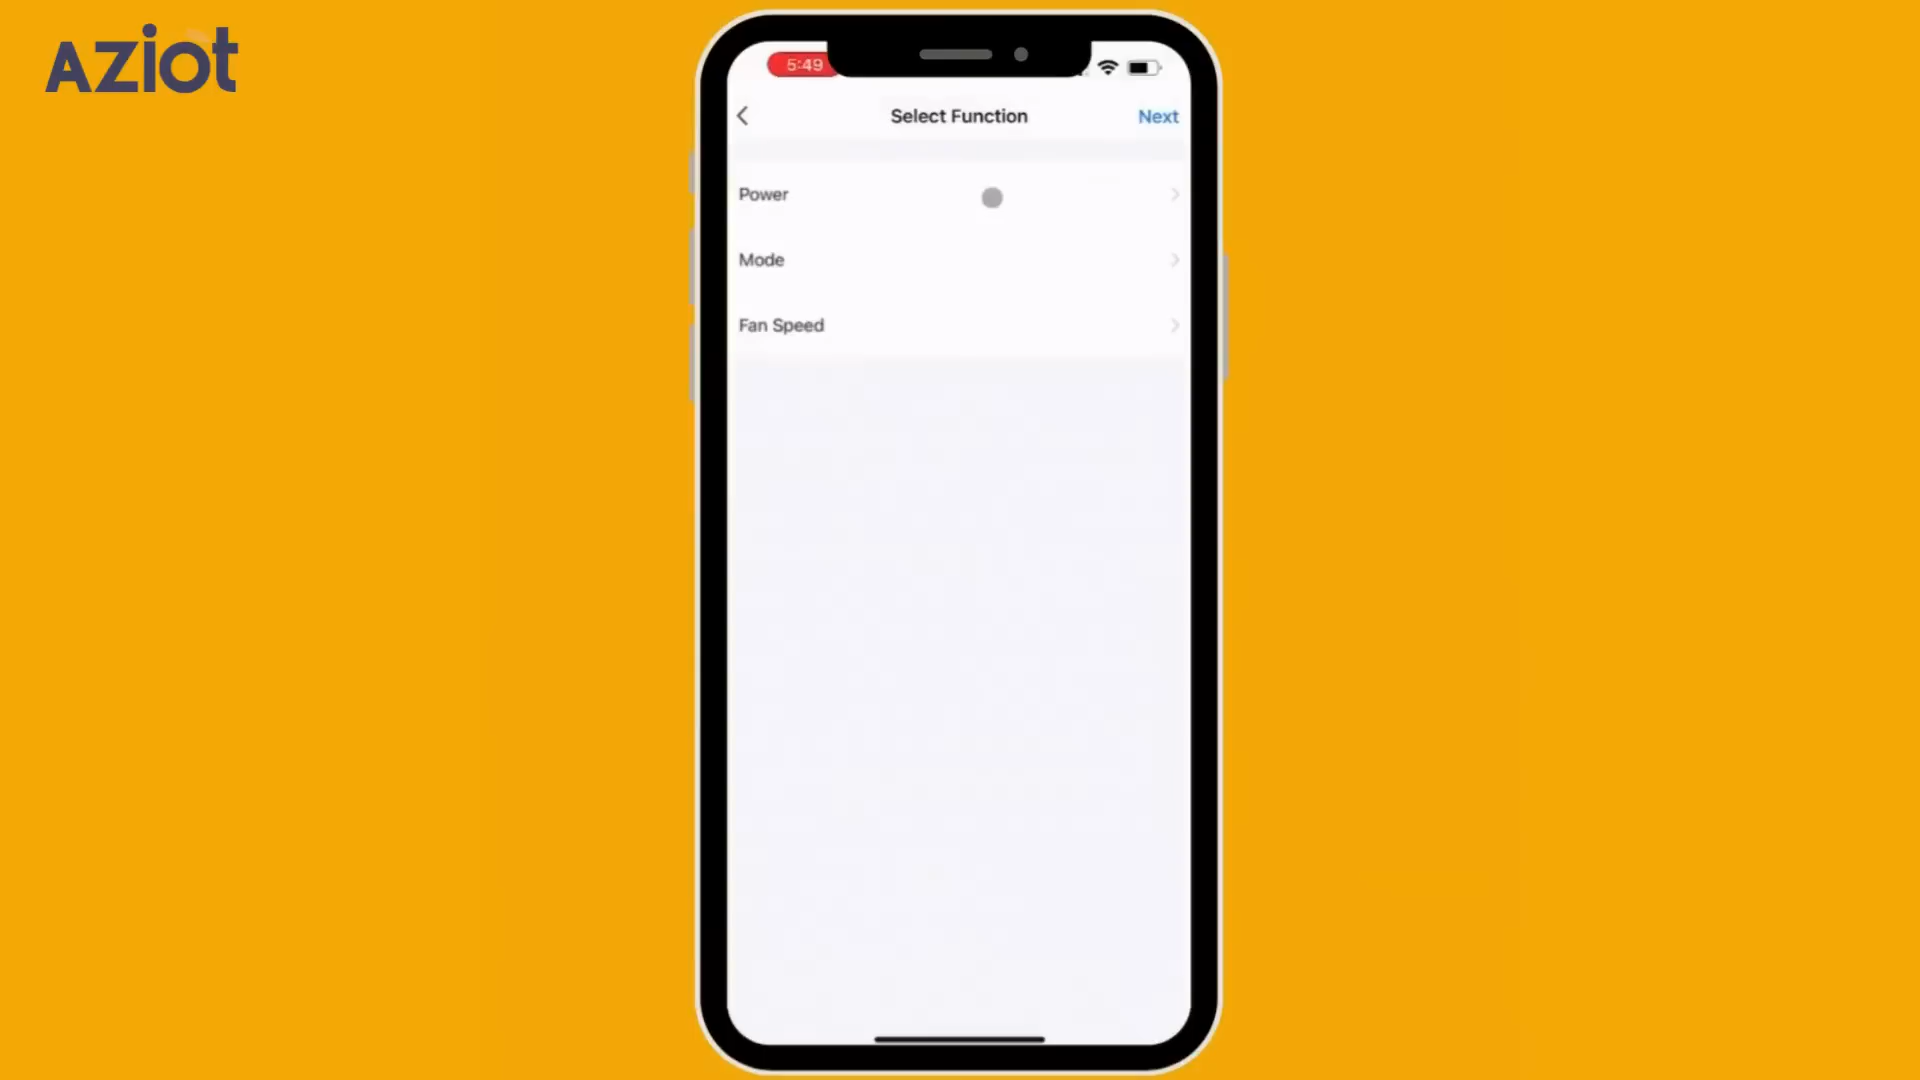 Aziot
5:49
Select Function
Next
Power
Mode
Fan Speed